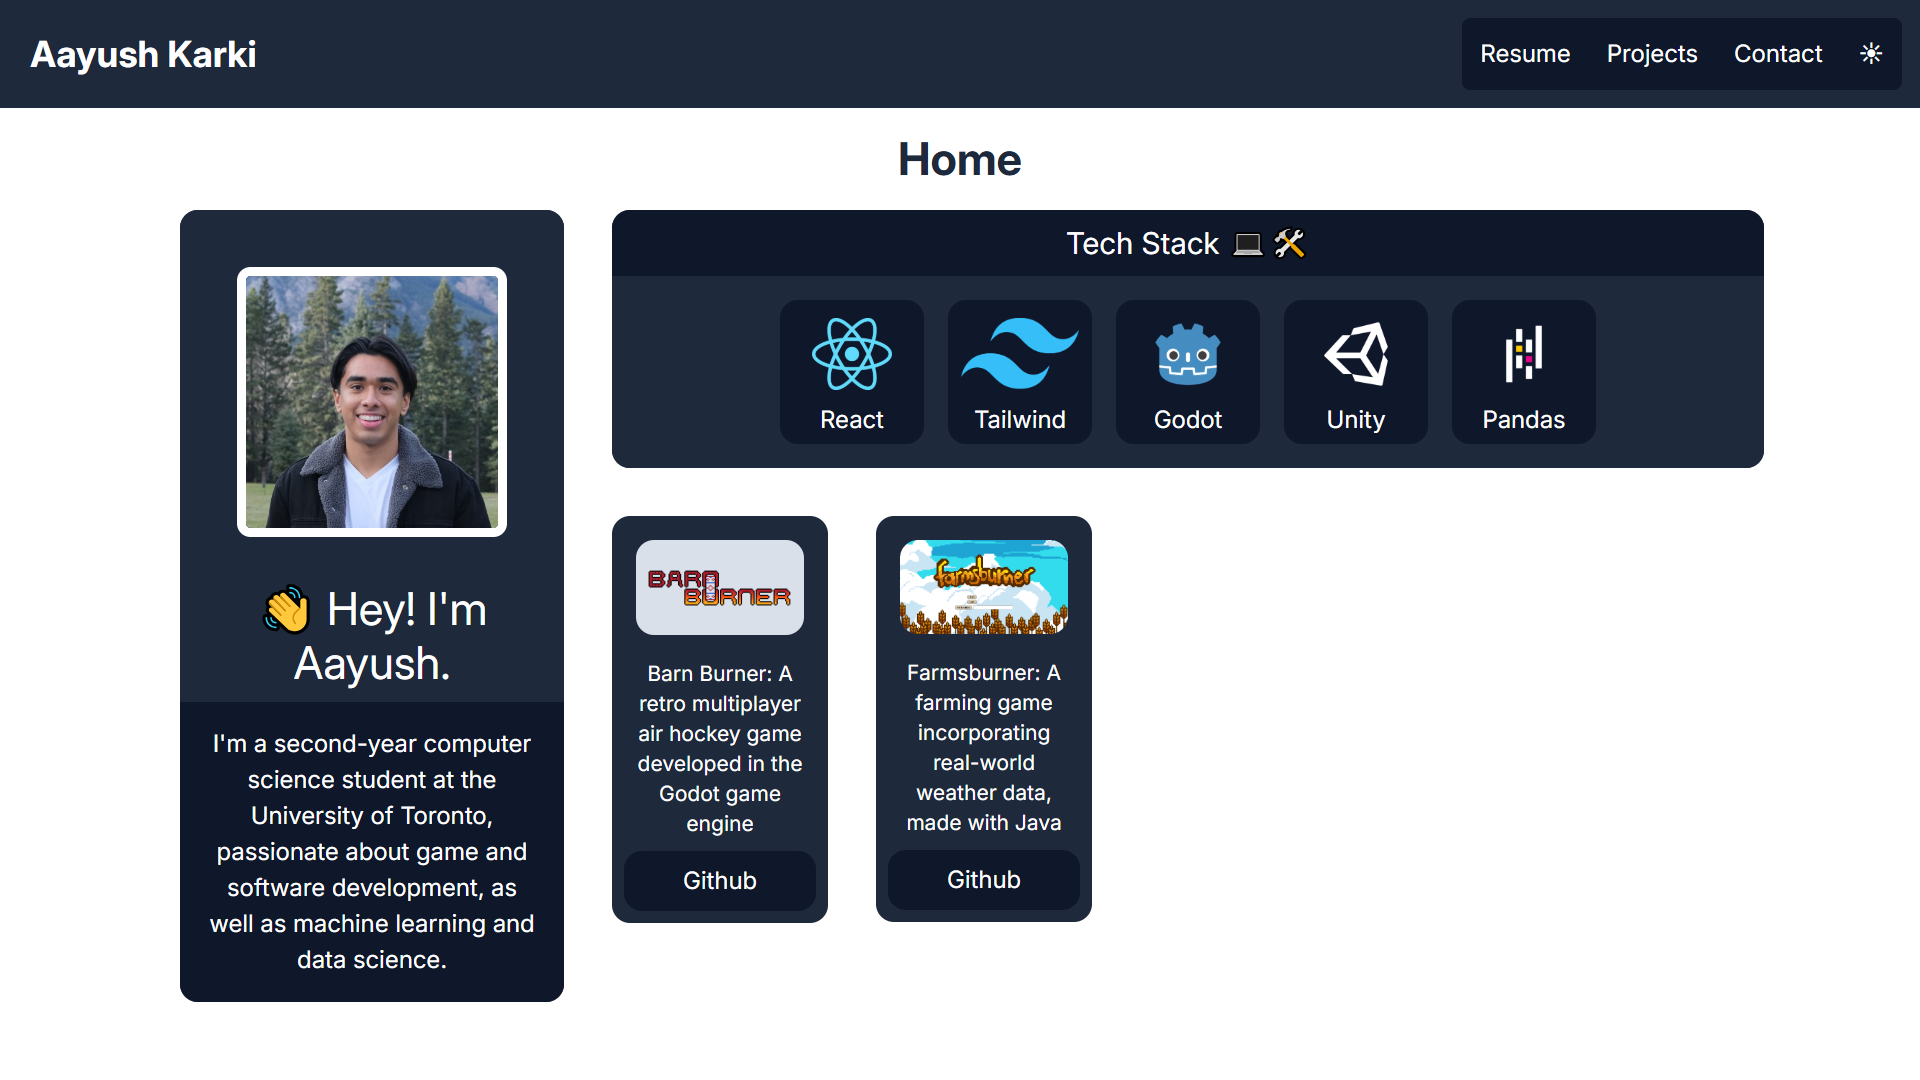 Aayush Karki
Resume Projects Contact
Home
👋 Hey! I'm
Aayush.
I'm a second-year computer
science student at the
University of Toronto,
passionate about game and
software development, as
well as machine learning and
data science.
Tech Stack 💻 🛠️
React
Tailwind
Godot
Unity
Pandas
BARN
BURNER
Barn Burner: A
retro multiplayer
air hockey game
developed in the
Godot game
engine
Github
farmsburner
Farmsburner: A
farming game
incorporating
real-world
weather data,
made with Java
Github